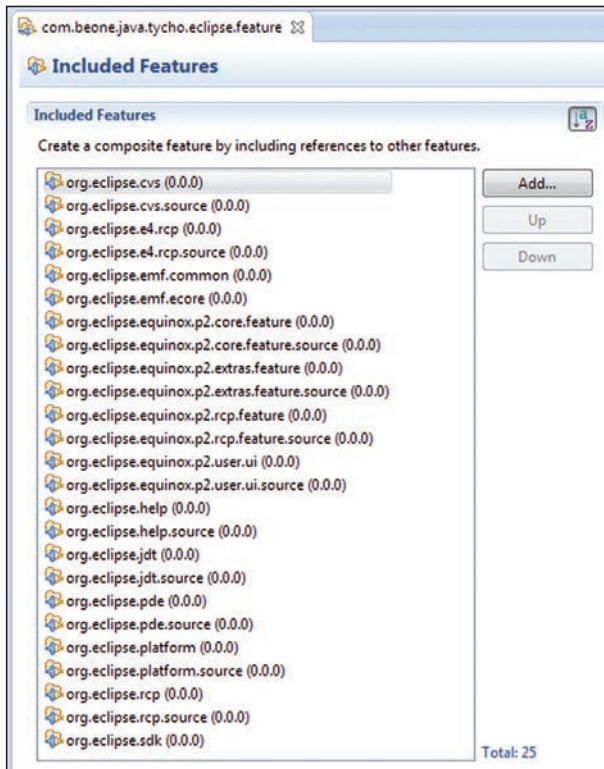 com.beone.java.tycho.eclipse.feature
Included Features
Included Features
Create a composite feature by including references to other features.
org.eclipse.cvs (0.0.0)
org.eclipse.cvs.source (0.0.0)
org.eclipse.e4.rcp (0.0.0)
org.eclipse.e4.rcp.source (0.0.0)
org.eclipse.emf.common (0.0.0)
org.eclipse.emf.ecore (0.0.0)
org.eclipse.equinox.p2.core.feature (0.0.0)
org.eclipse.equinox.p2.core.feature.source (0.0.0)
org.eclipse.equinox.p2.extras.feature (0.0.0)
org.eclipse.equinox.p2.extras.feature.source (0.0.0)
org.eclipse.equinox.p2.rcp.feature (0.0.0)
org.eclipse.equinox.p2.rcp.feature.source (0.0.0)
org.eclipse.equinox.p2.user.ui (0.0.0)
org.eclipse.equinox.p2.user.ui.source (0.0.0)
org.eclipse.help (0.0.0)
org.eclipse.help.source (0.0.0)
org.eclipse.jdt (0.0.0)
org.eclipse.jdt.source (0.0.0)
org.eclipse.pde (0.0.0)
org.eclipse.pde.source (0.0.0)
org.eclipse.platform (0.0.0)
org.eclipse.platform.source (0.0.0)
org.eclipse.rcp (0.0.0)
org.eclipse.rcp.source (0.0.0)
org.eclipse.sdk (0.0.0)
a
z
Add...
Up
Down
Total: 25